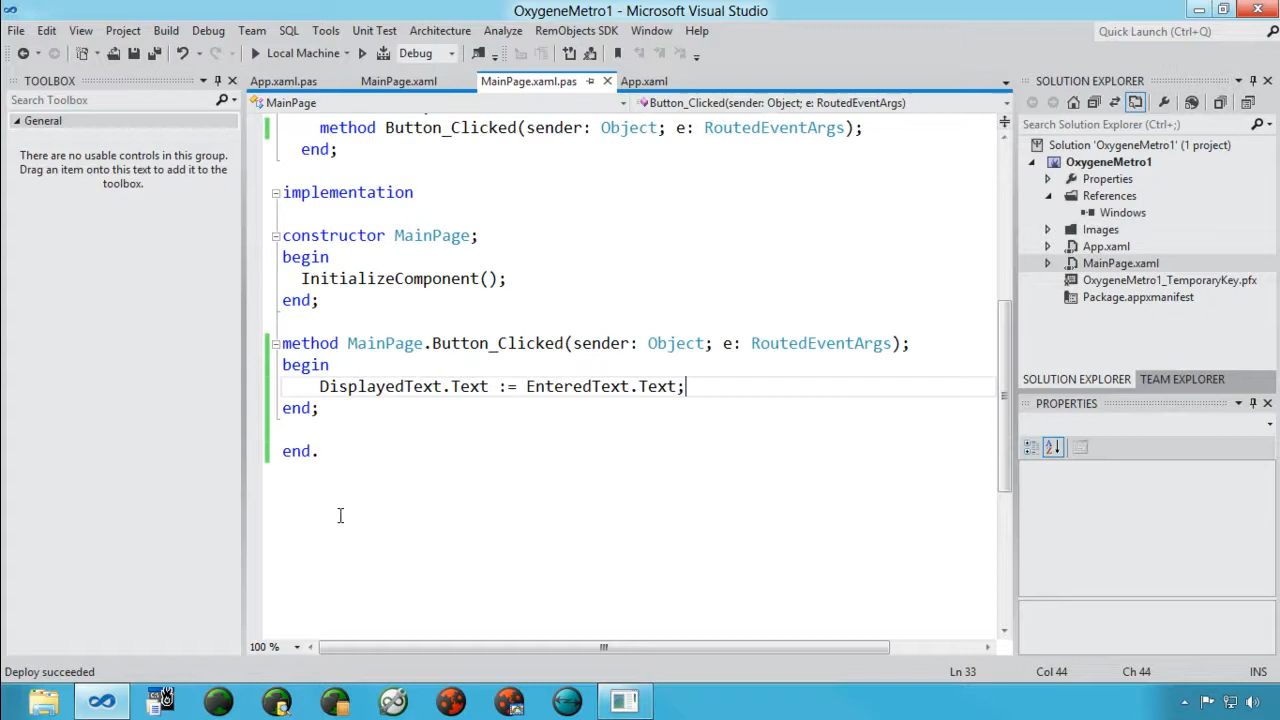 OxygeneMetro1 - Microsoft Visual Studio
File Edit View Project Build Debug Team SQL Tools Unit Test Architecture Analyze RemObjects SDK Window Help
Quick Launch (Ctrl+Q)
Local Machine Debug
TOOLBOX
Search Toolbox
General
There are no usable controls in this group.
Drag an item onto this text to add it to the
toolbox.
App.xaml.pas MainPage.xaml MainPage.xaml.pas App.xaml
MainPage Button_Clicked(sender: Object; e: RoutedEventArgs)
method Button_Clicked(sender: Object; e: RoutedEventArgs);
end;
implementation
constructor MainPage;
begin
InitializeComponent();
end;
method MainPage.Button_Clicked(sender: Object; e: RoutedEventArgs);
begin
DisplayedText.Text := EnteredText.Text;
end;
end.
100 %
SOLUTION EXPLORER
Search Solution Explorer (Ctrl+;)
Solution 'OxygeneMetro1' (1 project)
OxygeneMetro1
Properties
References
Windows
Images
App.xaml
MainPage.xaml
OxygeneMetro1_TemporaryKey.pfx
Package.appxmanifest
SOLUTION EXPLORER TEAM EXPLORER
PROPERTIES
Deploy succeeded Ln 33 Col 44 Ch 44 INS